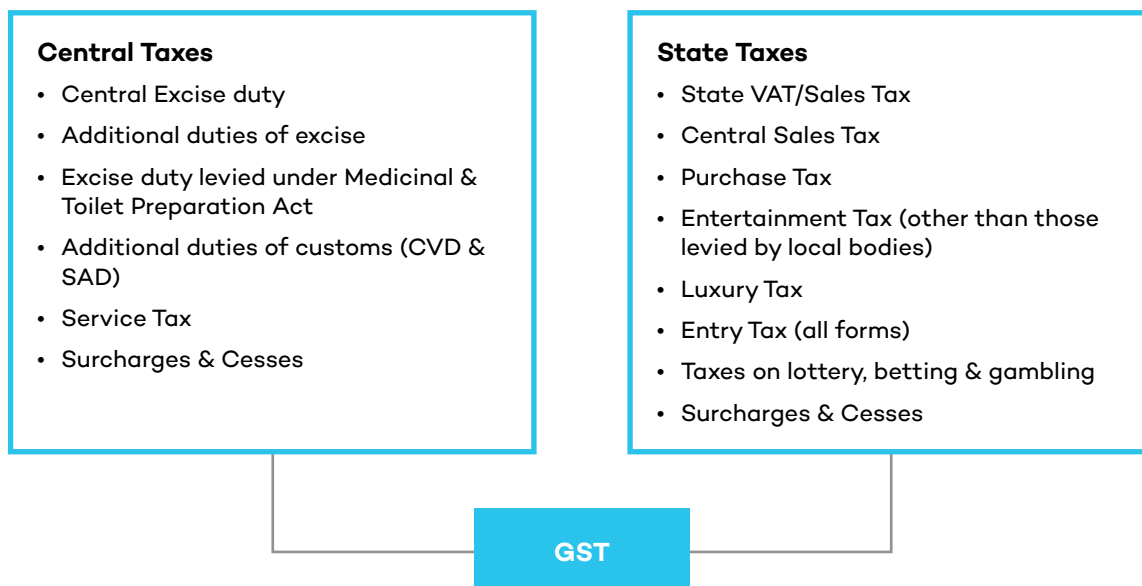 Central Taxes
• Central Excise duty
• Additional duties of excise
• Excise duty levied under Medicinal &
Toilet Preparation Act
• Additional duties of customs (CVD &
SAD)
• Service Tax
• Surcharges & Cesses
State Taxes
• State VAT/Sales Tax
• Central Sales Tax
• Purchase Tax
• Entertainment Tax (other than those
levied by local bodies)
• Luxury Tax
• Entry Tax (all forms)
• Taxes on lottery, betting & gambling
• Surcharges & Cesses
GST